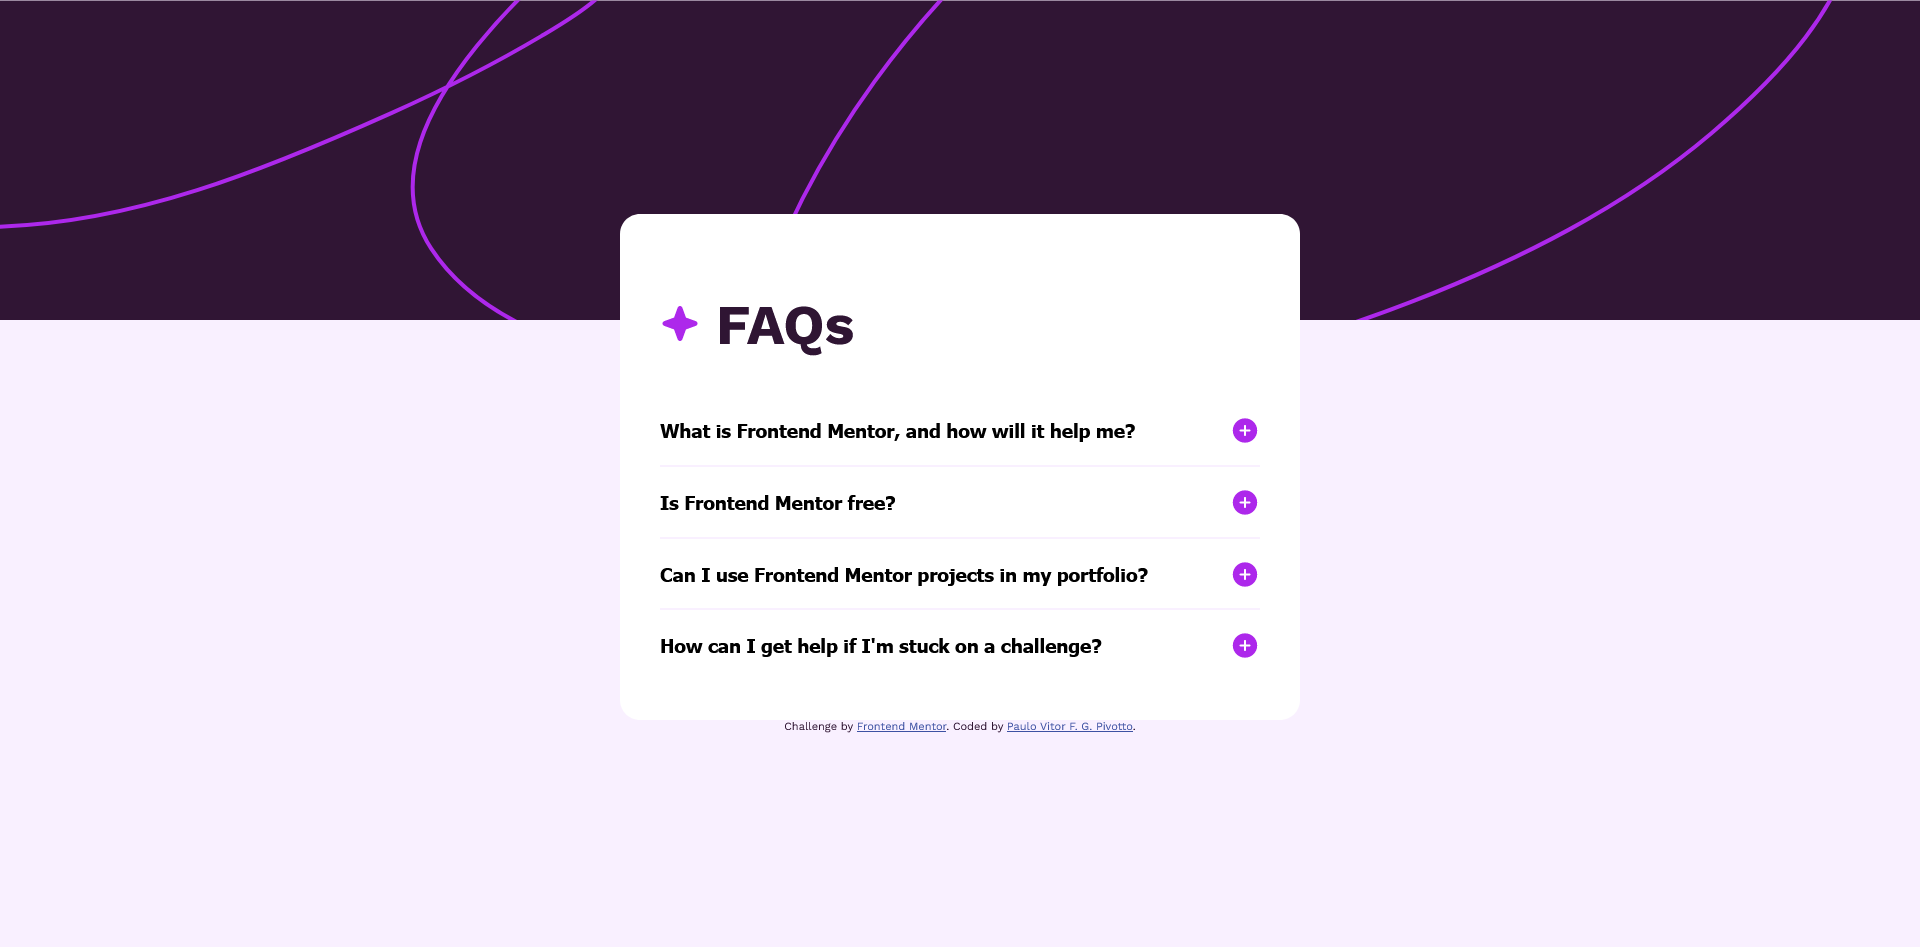 FAQs
What is Frontend Mentor, and how will it help me?
Is Frontend Mentor free?
Can I use Frontend Mentor projects in my portfolio?
How can I get help if I'm stuck on a challenge?
Challenge by Frontend Mentor. Coded by Paulo Vitor F. G. Pivotto.